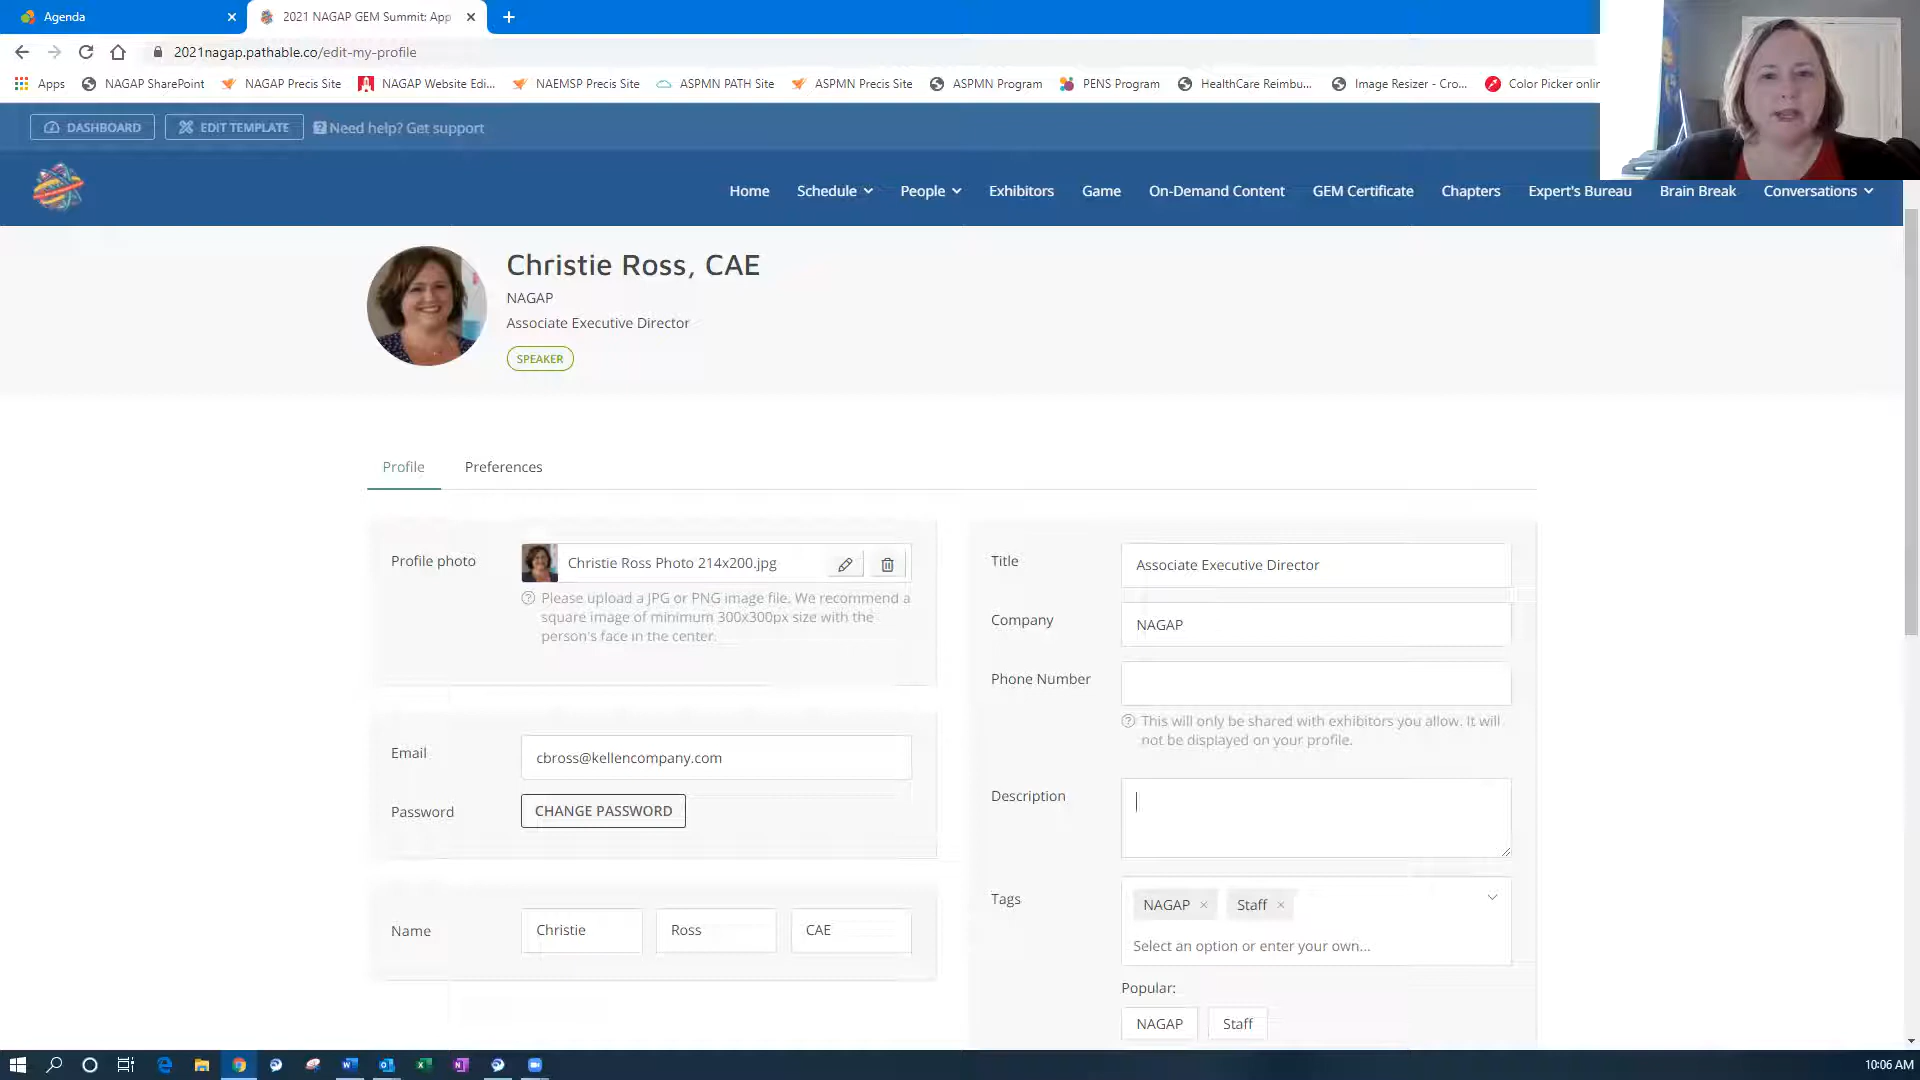 Agenda
2021 NAGAP GEM Summit: App
2021nagap.pathable.co/edit-my-profile
Apps
NAGAP SharePoint
NAGAP Precis Site
NAGAP Website Edi...
NAEMSP Precis Site
ASPMN PATH Site
ASPMN Precis Site
ASPMN Program
PENS Program
HealthCare Reimbu...
Image Resizer - Cro...
Color Picker onlin
DASHBOARD
EDIT TEMPLATE
Need help? Get support
Home
Schedule
People
Exhibitors
Game
On-Demand Content
GEM Certificate
Chapters
Expert's Bureau
Brain Break
Conversations
Christie Ross, CAE
NAGAP
Associate Executive Director
SPEAKER
Profile
Preferences
Profile photo
Christie Ross Photo 214x200.jpg
Please upload a JPG or PNG image file. We recommend a
square image of minimum 300x300px size with the
person's face in the center.
Email
cbross@kellencompany.com
Password
CHANGE PASSWORD
Name
Christie
Ross
CAE
Title
Associate Executive Director
Company
NAGAP
Phone Number
This will only be shared with exhibitors you allow. It will
not be displayed on your profile.
Description
Tags
NAGAP ×
Staff ×
Select an option or enter your own...
Popular:
NAGAP
Staff
10:06 AM